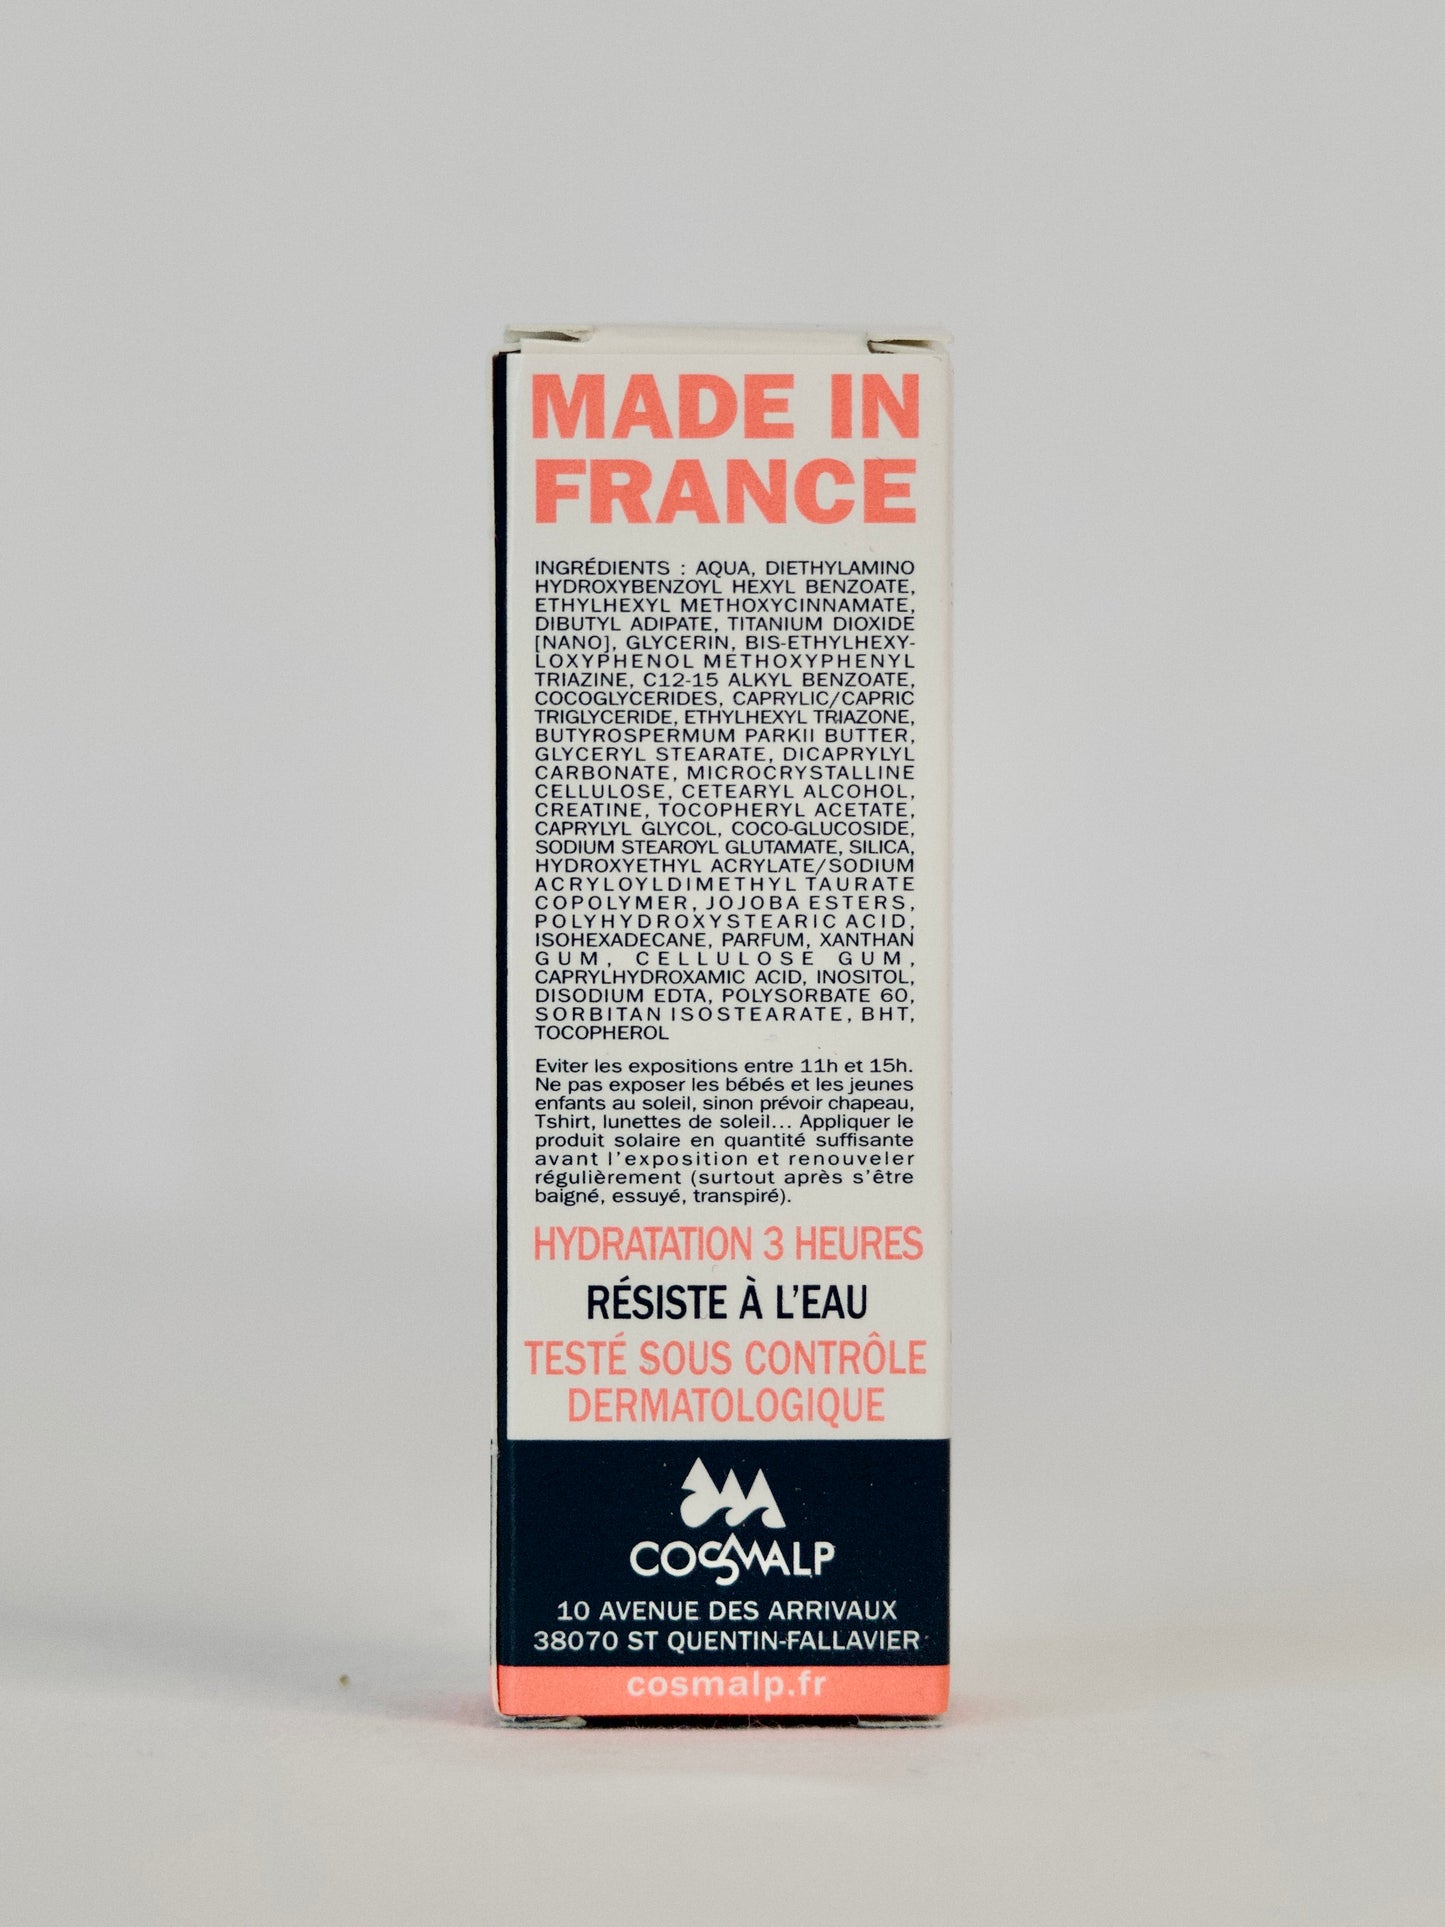 MADE IN
FRANCE
INGRÉDIENTS : AQUA, DIETHYLAMINO
HYDROXYBENZOYL HEXYL BENZOATE,
ETHYLHEXYL METHOXYCINNAMATE,
DIBUTYL ADIPATE, TITANIUM DIOXIDE
[NANO], GLYCERIN, BIS-ETHYLHEXY-
LOXYPHENOL METHOXYPHENYL
TRIAZINE, C12-15 ALKYL BENZOATE,
COCOGLYCERIDES, CAPRYLIC/CAPRIC
TRIGLYCERIDE, ETHYLHEXYL TRIAZONE,
BUTYROSPERMUM PARKII BUTTER,
GLYCERYL STEARATE, DICAPRYLYL
CARBONATE, MICROCRYSTALLINE
CELLULOSE, CETEARYL ALCOHOL,
CREATINE, TOCOPHERYL ACETATE,
CAPRYLYL GLYCOL, COCO-GLUCOSIDE,
SODIUM STEAROYL GLUTAMATE, SILICA,
HYDROXYETHYL ACRYLATE/SODIUM
ACRYLOYLDIMETHYL TAURATE
COPOLYMER, JOJOBA ESTERS,
POLYHYDROXYSTEARIC ACID,
ISOHEXADECANE, PARFUM, XANTHAN
GUM, CELLULOSE GUM,
CAPRYLHYDROXAMIC ACID, INOSITOL,
DISODIUM EDTA, POLYSORBATE 60,
SORBITAN ISOSTEARATE, BHT,
TOCOPHEROL
Eviter les expositions entre 11h et 15h.
Ne pas exposer les bébés et les jeunes
enfants au soleil, sinon prévoir chapeau,
Tshirt, lunettes de soleil... Appliquer le
produit solaire en quantité suffisante
avant l'exposition et renouveler
régulièrement (surtout après s'être
baigné, essuyé, transpiré).
HYDRATATION 3 HEURES
RÉSISTE À L'EAU
TESTÉ SOUS CONTRÔLE
DERMATOLOGIQUE
COSMALP
10 AVENUE DES ARRIVAUX
38070 ST QUENTIN-FALLAVIER
cosmalp.fr